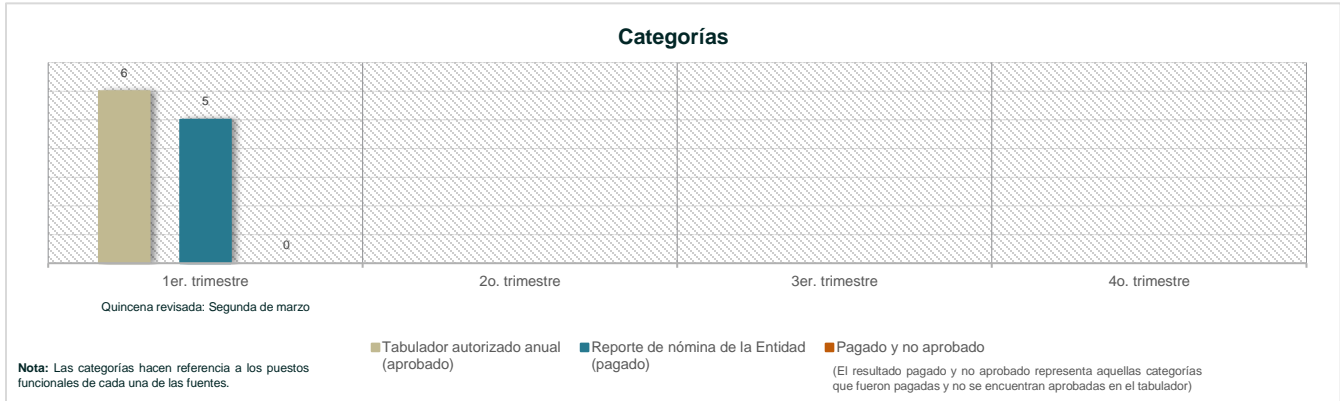 Categorías
6
5
0
1er. trimestre
2o. trimestre
3er. trimestre
4o. trimestre
Quincena revisada: Segunda de marzo
Tabulador autorizado anual
(aprobado)
Reporte de nómina de la Entidad
(pagado)
Pagado y no aprobado
(El resultado pagado y no aprobado representa aquellas categorías
que fueron pagadas y no se encuentran aprobadas en el tabulador)
Nota: Las categorías hacen referencia a los puestos
funcionales de cada una de las fuentes.